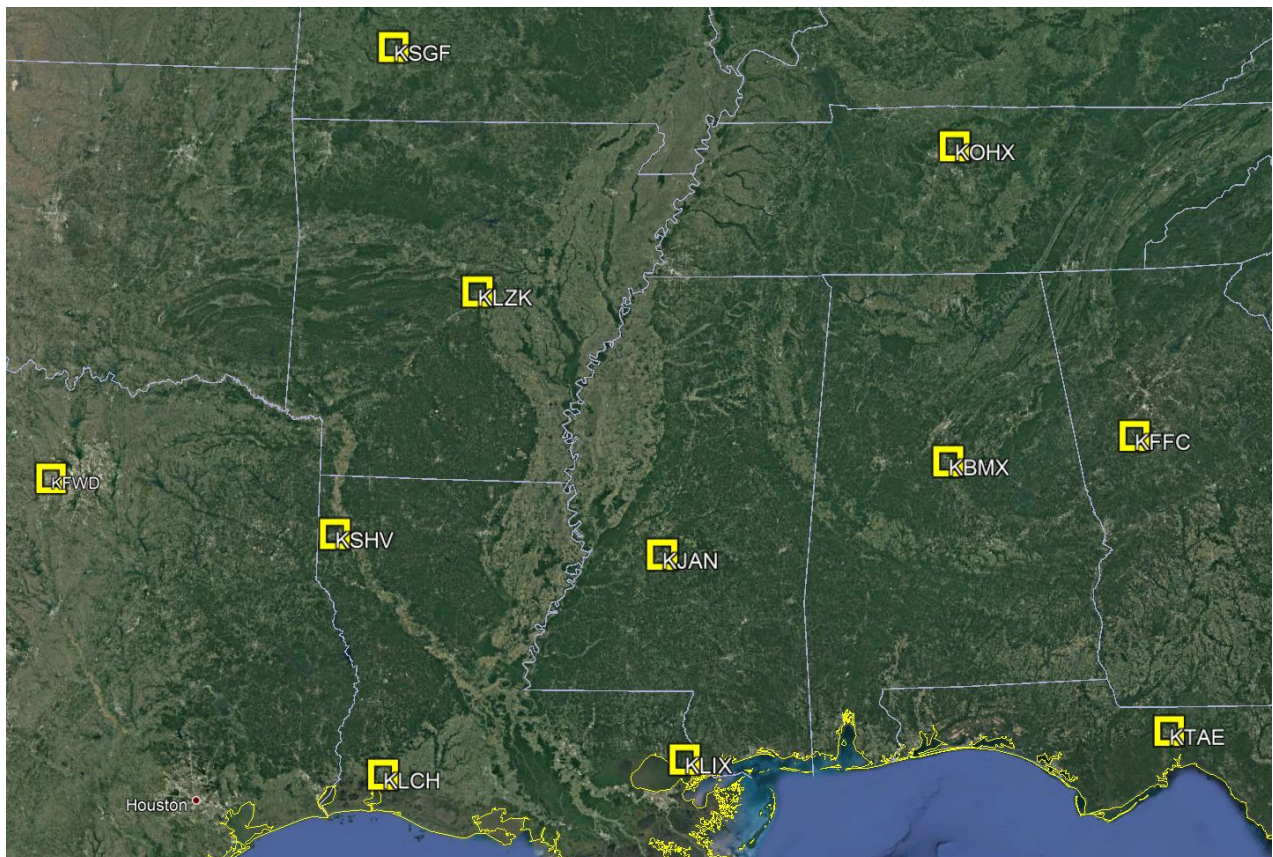 KSGF
KOHX
KLZK
KFFC
KBMX
KFWD
KSHV
KJAN
KTAE
KLIX
KLCH
Houston